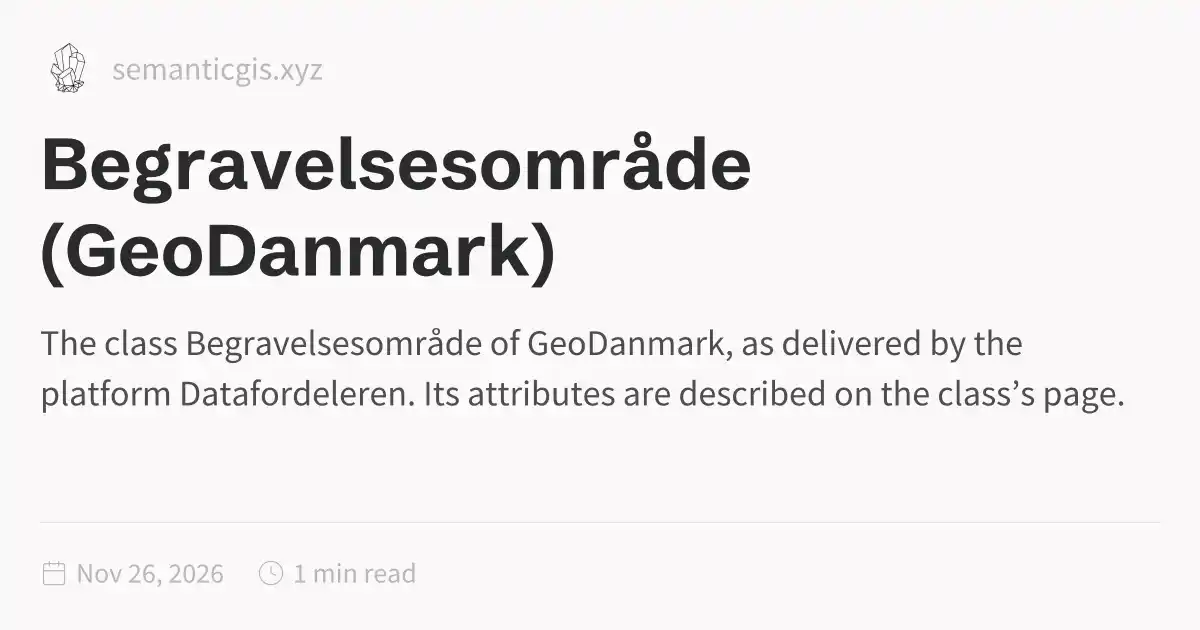 semanticgis.xyz
Begravelsesområde
(GeoDanmark)
The class Begravelsesområde of GeoDanmark, as delivered by the
platform Datafordeleren. Its attributes are described on the class’s page.
Nov 26, 2026 1 min read